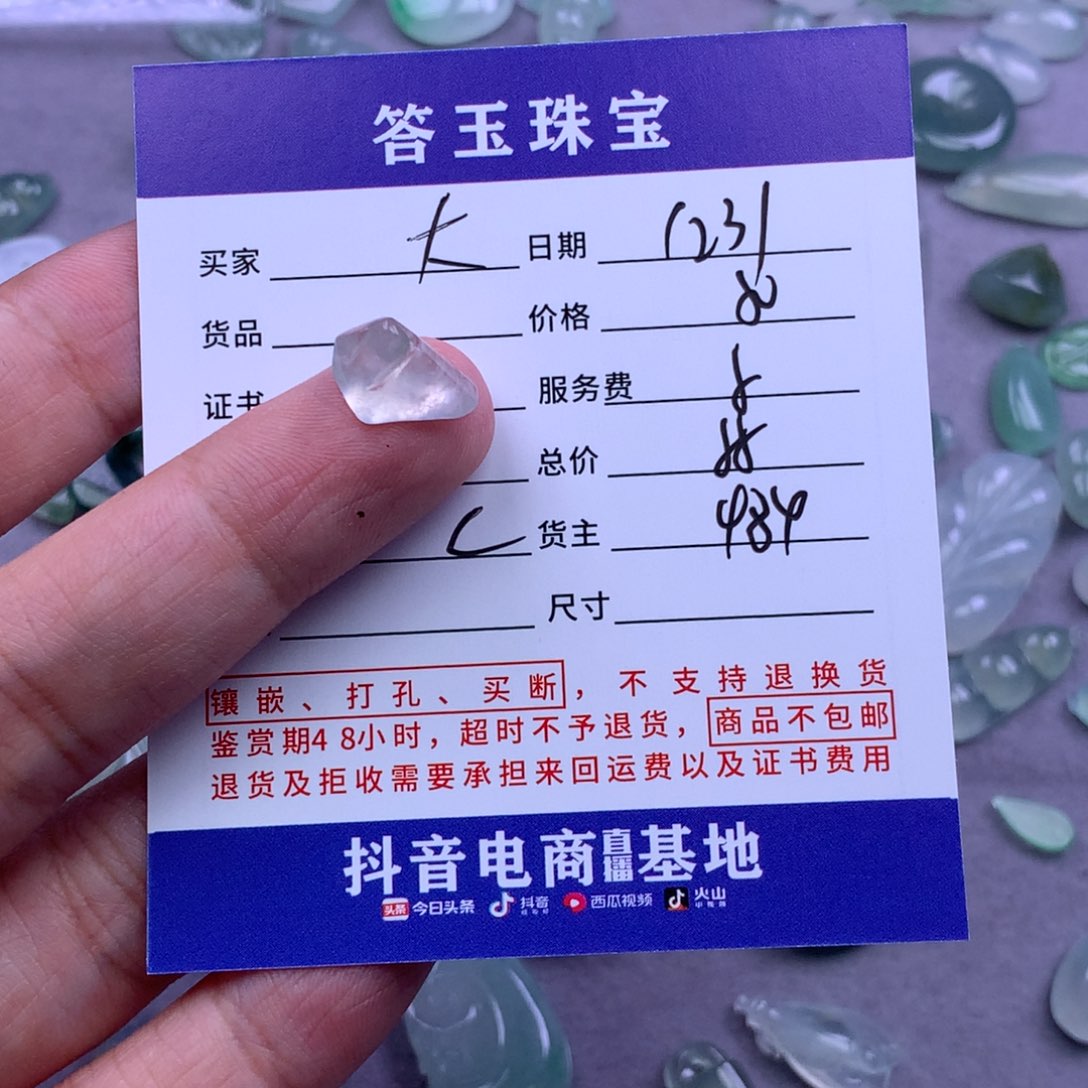 答玉珠宝
买家 大 日期 1231
货品 价格 80
证书 服务费 8
总价 88
C 货主 484
尺寸
镶嵌、打孔、买断，不支持退换货
鉴赏期48小时，超时不予退货，商品不包邮
退货及拒收需要承担来回运费以及证书费用
抖音电商直播基地
头条 今日头条 抖音 西瓜视频 火山